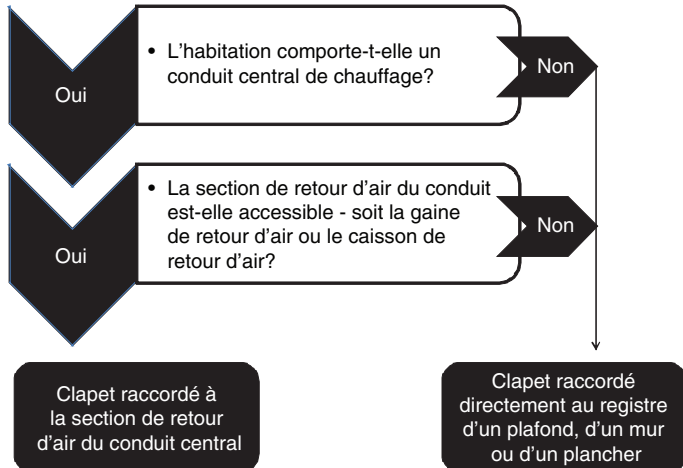 • L'habitation comporte-t-elle un
conduit central de chauffage?
Oui
Non
• La section de retour d'air du conduit
est-elle accessible - soit la gaine
de retour d'air ou le caisson de
retour d'air?
Oui
Non
Clapet raccordé à
la section de retour
d'air du conduit central
Clapet raccordé
directement au registre
d'un plafond, d'un mur
ou d'un plancher